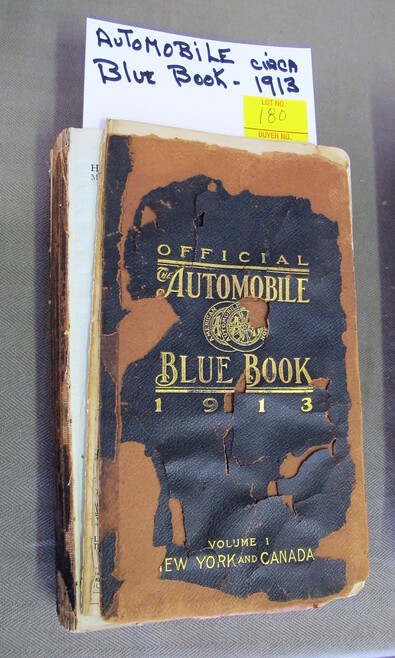 AUTOMOBILE CIRCA
BLUE BOOK - 1913
LOT NO.
180
BUYER NO.
OFFICIAL
THE AUTOMOBILE
BLUE BOOK
1913
VOLUME 1
EW YORK AND CANADA